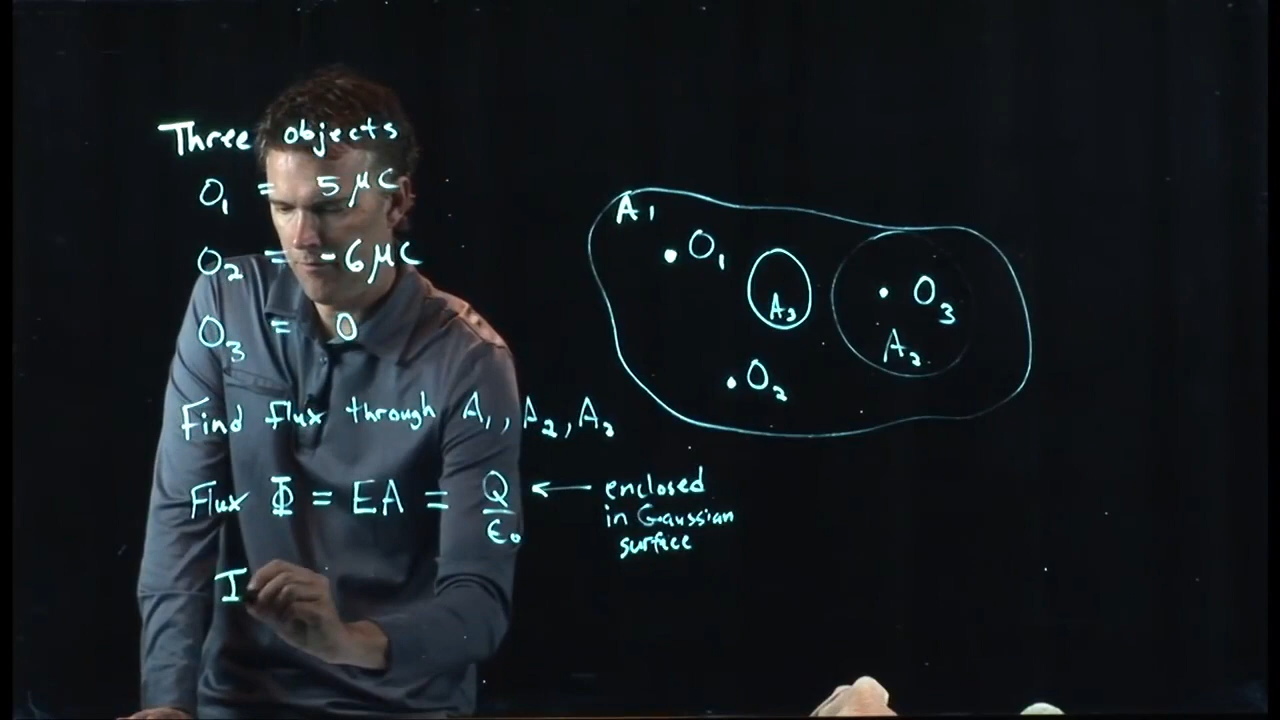 Three objects
O₁ = 5 μC
O₂ = -6 μC
O₃ = 0
Find flux through A₁, A₂, A₃
Flux Φ = EA = Q/ε₀ ← enclosed
in Gaussian
surface
I
A₁
O₁
A₃
O₃
A₂
O₂